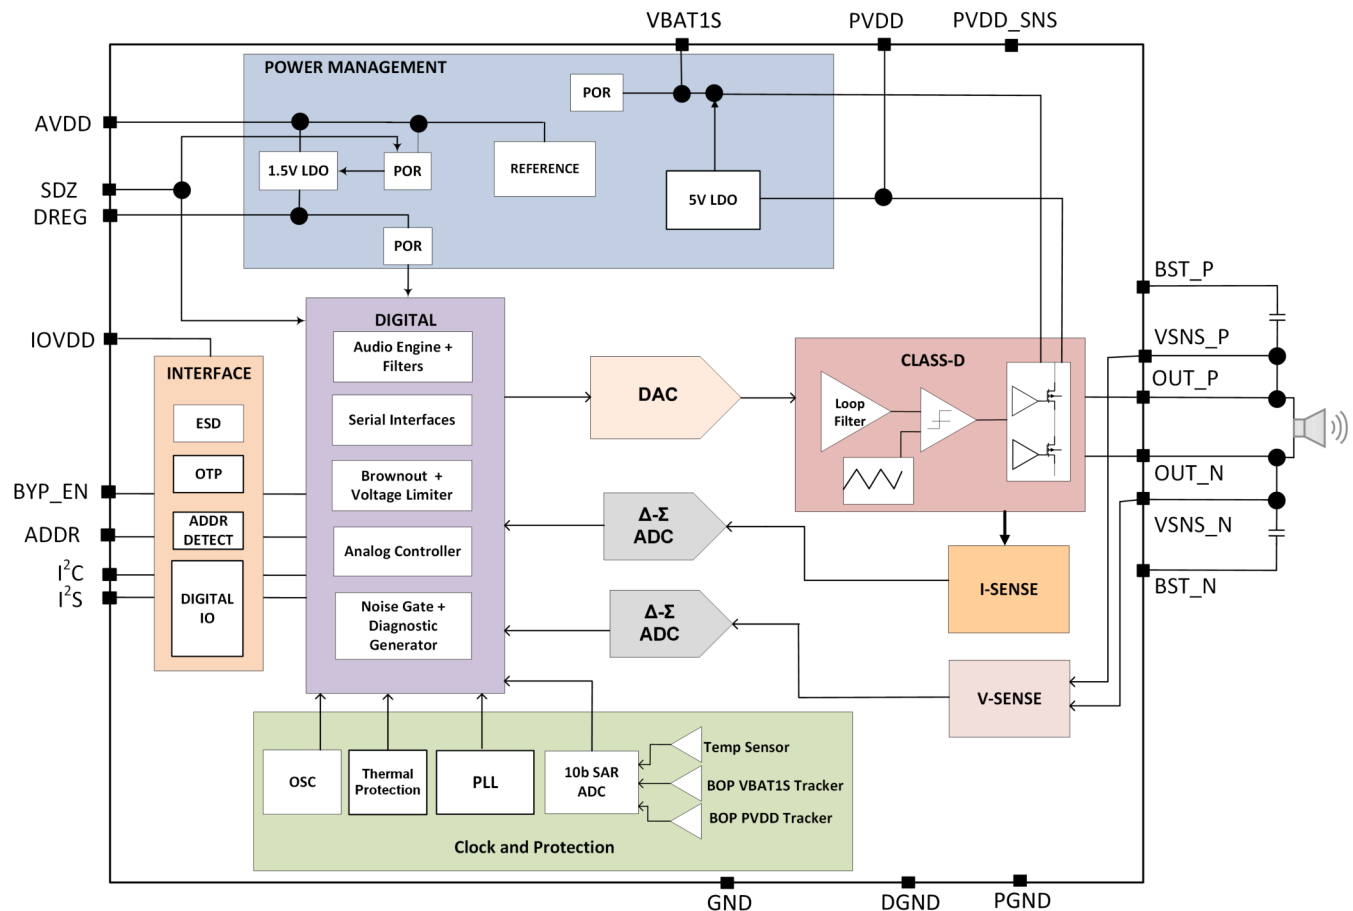 VBAT1S
PVDD
PVDD_SNS
POWER MANAGEMENT
POR
AVDD
1.5V LDO
POR
REFERENCE
SDZ
5V LDO
DREG
POR
BST_P
DIGITAL
IOVDD
VSNS_P
Audio Engine +
Filters
CLASS-D
INTERFACE
OUT_P
DAC
Loop
Filter
ESD
Serial Interfaces
OTP
Brownout +
Voltage Limiter
OUT_N
BYP_EN
VSNS_N
Δ-Σ
ADC
ADDR
DETECT
ADDR
Analog Controller
I²C
I²S
BST_N
I-SENSE
DIGITAL
IO
Noise Gate +
Diagnostic
Generator
Δ-Σ
ADC
V-SENSE
OSC
Thermal
Protection
PLL
10b SAR
ADC
Temp Sensor
BOP VBAT1S Tracker
BOP PVDD Tracker
Clock and Protection
GND
DGND
PGND